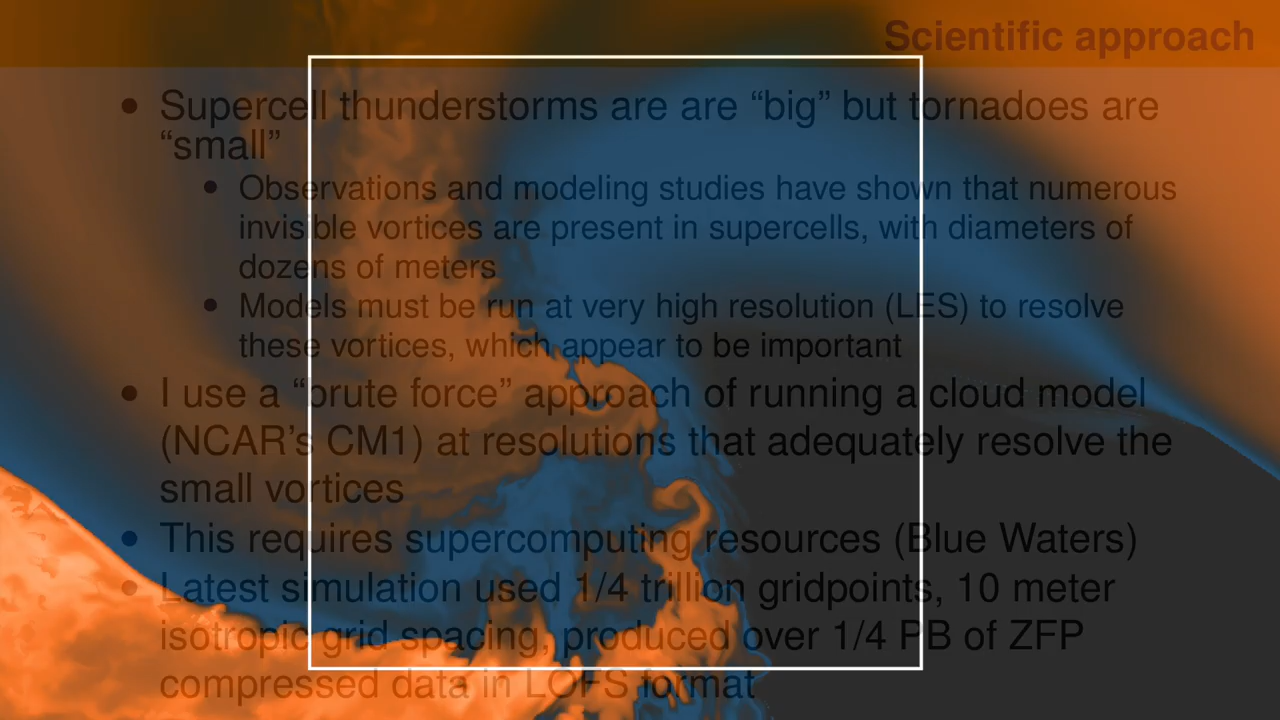 Scientific approach
• Supercell thunderstorms are are “big” but tornadoes are
“small”
• Observations and modeling studies have shown that numerous
invisible vortices are present in supercells, with diameters of
dozens of meters
• Models must be run at very high resolution (LES) to resolve
these vortices, which appear to be important
• I use a “brute force” approach of running a cloud model
(NCAR’s CM1) at resolutions that adequately resolve the
small vortices
• This requires supercomputing resources (Blue Waters)
• Latest simulation used 1/4 trillion gridpoints, 10 meter
isotropic grid spacing, produced over 1/4 PB of ZFP
compressed data in LOFS format